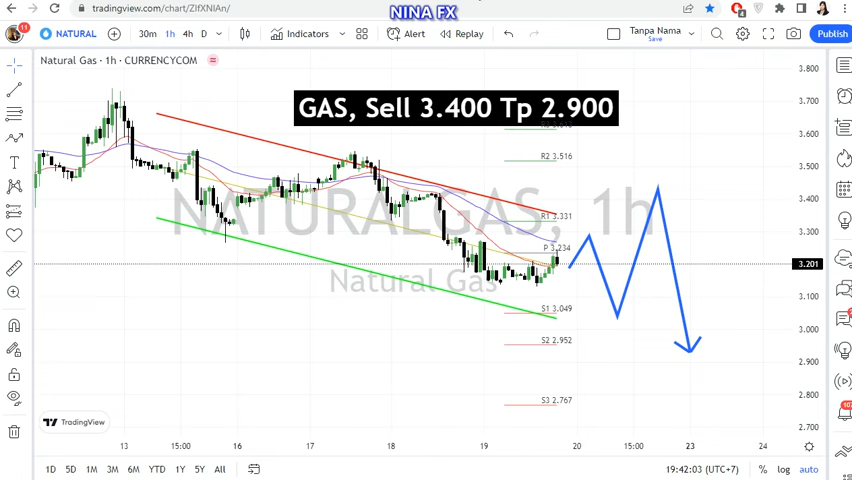 tradingview.com/chart/ZIfXNIAn/
NINA FX
4
11
NATURAL
30m 1h 4h D
Indicators
Alert
Replay
Tanpa Nama
Save
Publish
Natural Gas · 1h · CURRENCYCOM
GAS, Sell 3.400 Tp 2.900
3.800
3.700
3.600
3.500
3.400
3.300
3.201
3.100
3.000
2.900
2.800
2.700
R2 3.516
R1 3.331
P 3.234
S1 3.049
S2 2.952
S3 2.767
NATURALGAS, 1h
Natural Gas
TradingView
13 15:00 16 17 18 19 20 15:00 23 24
1D 5D 1M 3M 6M YTD 1Y 5Y All
19:42:03 (UTC+7) % log auto